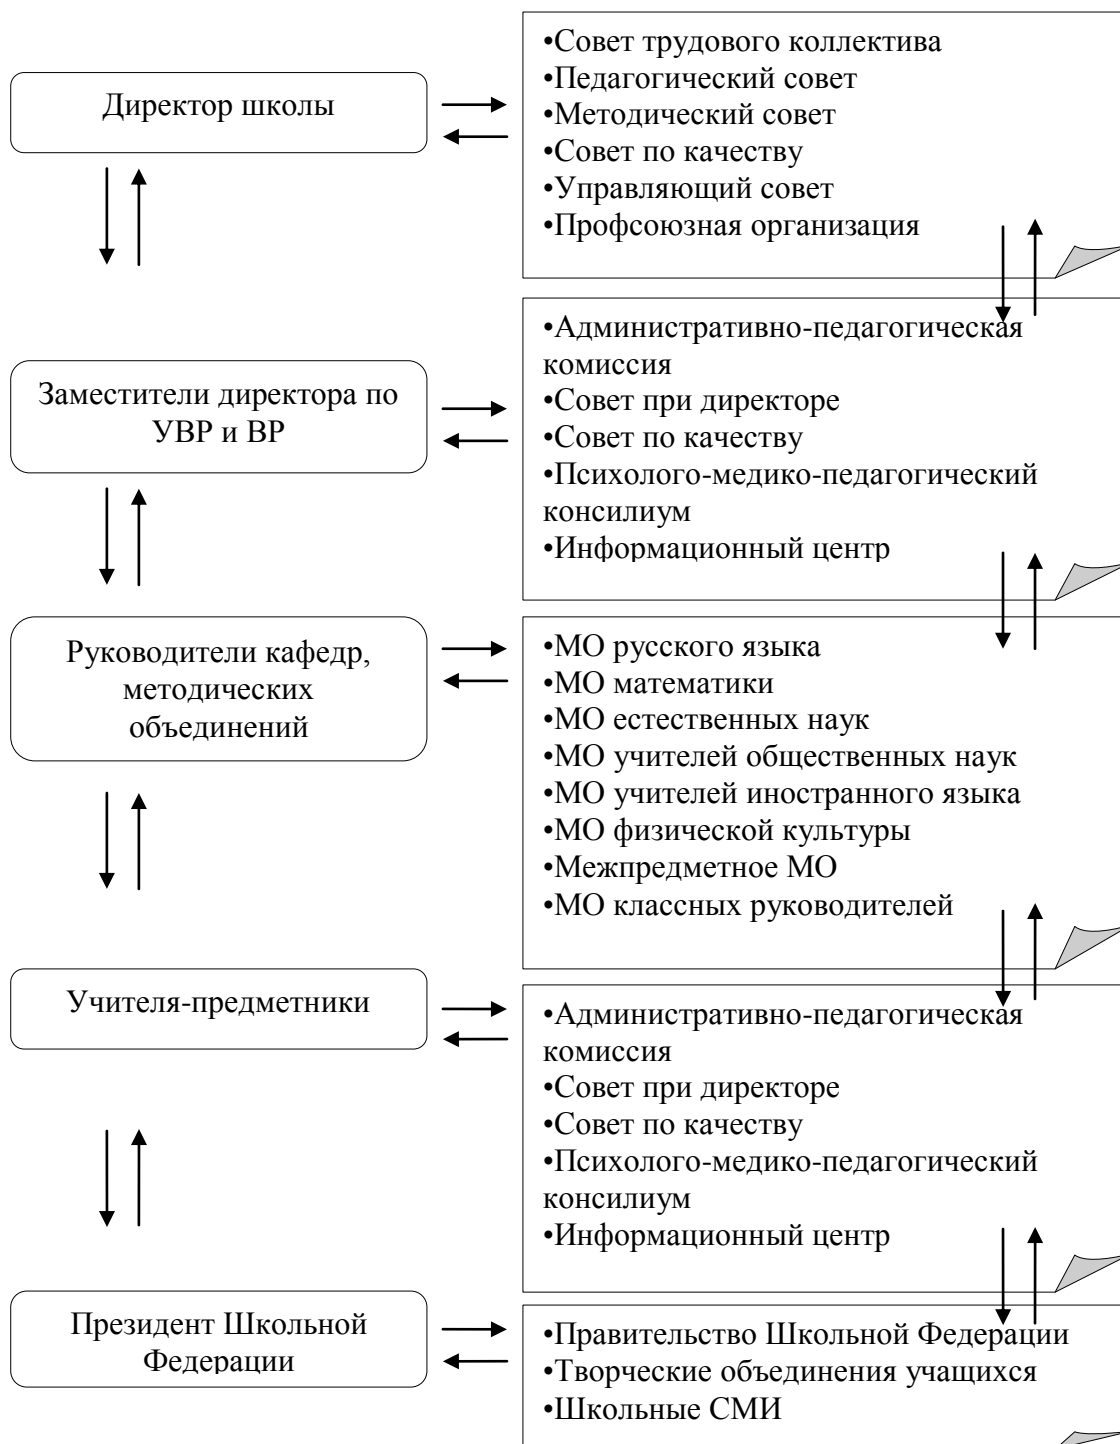 Директор школы
•Совет трудового коллектива
•Педагогический совет
•Методический совет
•Совет по качеству
•Управляющий совет
•Профсоюзная организация
Заместители директора по
УВР и ВР
•Административно-педагогическая
комиссия
•Совет при директоре
•Совет по качеству
•Психолого-медико-педагогический
консилиум
•Информационный центр
Руководители кафедр,
методических
объединений
•МО русского языка
•МО математики
•МО естественных наук
•МО учителей общественных наук
•МО учителей иностранного языка
•МО физической культуры
•Межпредметное МО
•МО классных руководителей
Учителя-предметники
•Административно-педагогическая
комиссия
•Совет при директоре
•Совет по качеству
•Психолого-медико-педагогический
консилиум
•Информационный центр
Президент Школьной
Федерации
•Правительство Школьной Федерации
•Творческие объединения учащихся
•Школьные СМИ